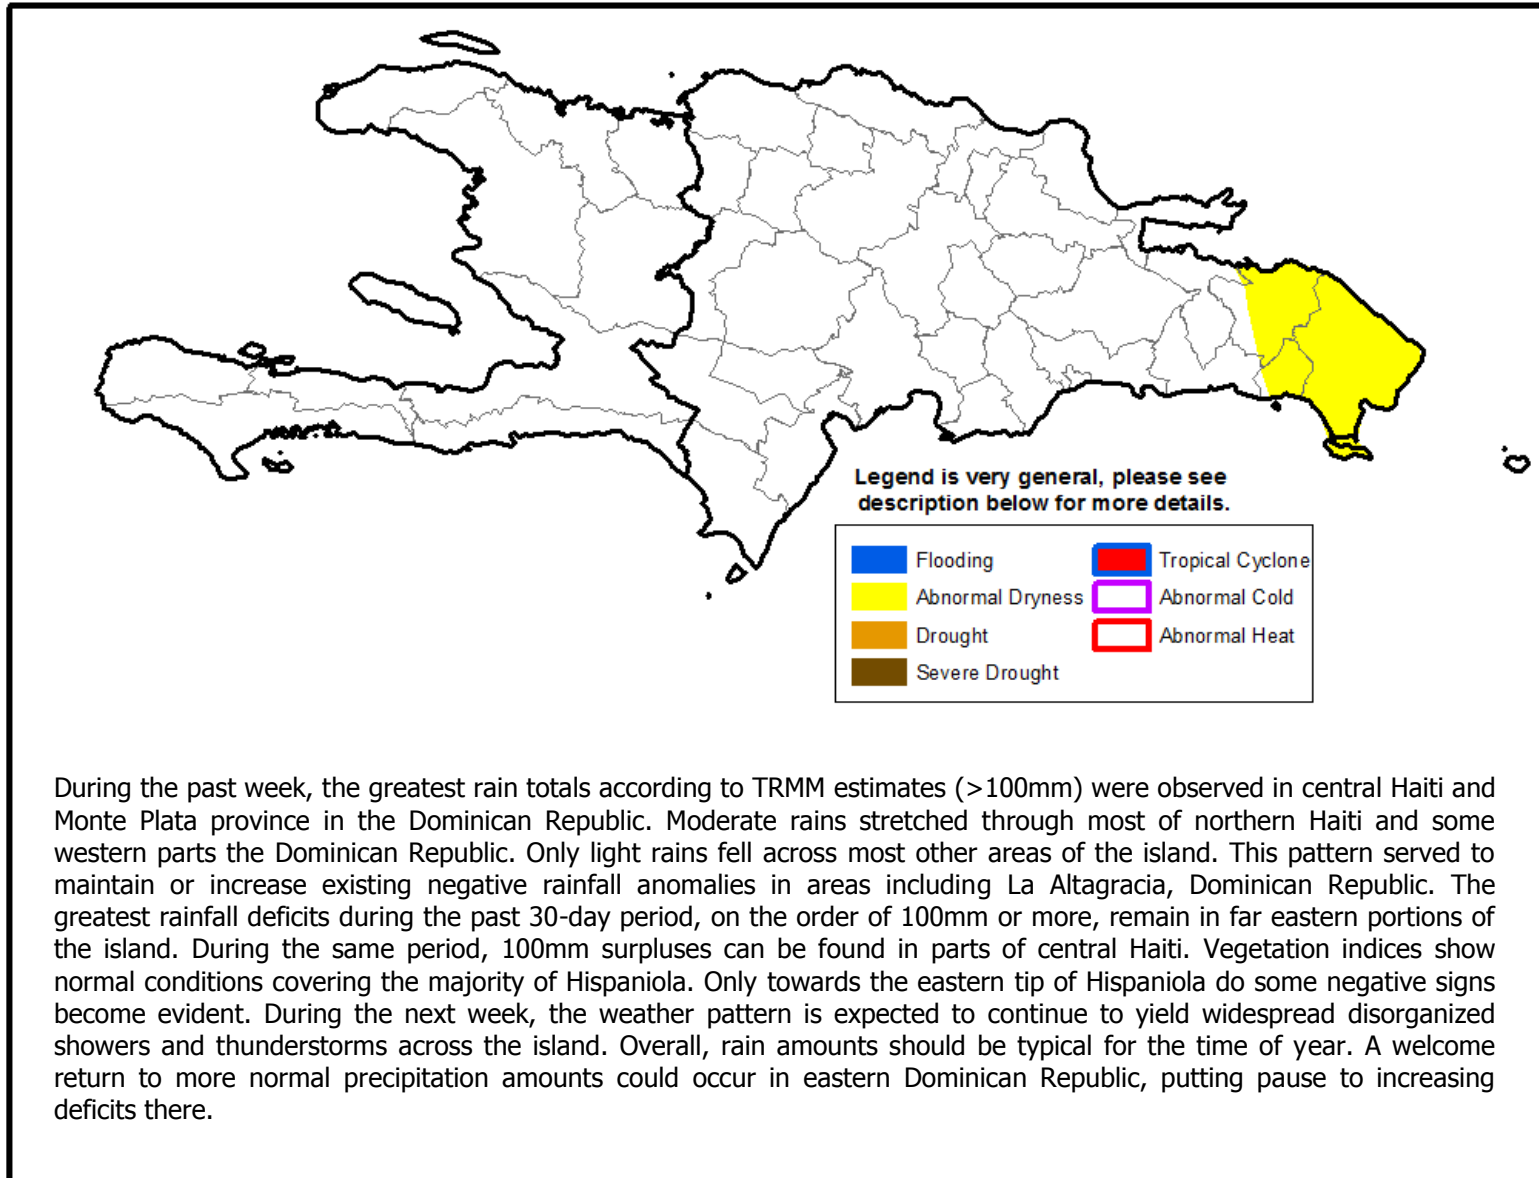 Legend is very general, please see
description below for more details.
Flooding
Tropical Cyclone
Abnormal Dryness
Abnormal Cold
Drought
Abnormal Heat
Severe Drought
During the past week, the greatest rain totals according to TRMM estimates (>100mm) were observed in central Haiti and
Monte Plata province in the Dominican Republic. Moderate rains stretched through most of northern Haiti and some
western parts the Dominican Republic. Only light rains fell across most other areas of the island. This pattern served to
maintain or increase existing negative rainfall anomalies in areas including La Altagracia, Dominican Republic. The
greatest rainfall deficits during the past 30-day period, on the order of 100mm or more, remain in far eastern portions of
the island. During the same period, 100mm surpluses can be found in parts of central Haiti. Vegetation indices show
normal conditions covering the majority of Hispaniola. Only towards the eastern tip of Hispaniola do some negative signs
become evident. During the next week, the weather pattern is expected to continue to yield widespread disorganized
showers and thunderstorms across the island. Overall, rain amounts should be typical for the time of year. A welcome
return to more normal precipitation amounts could occur in eastern Dominican Republic, putting pause to increasing
deficits there.